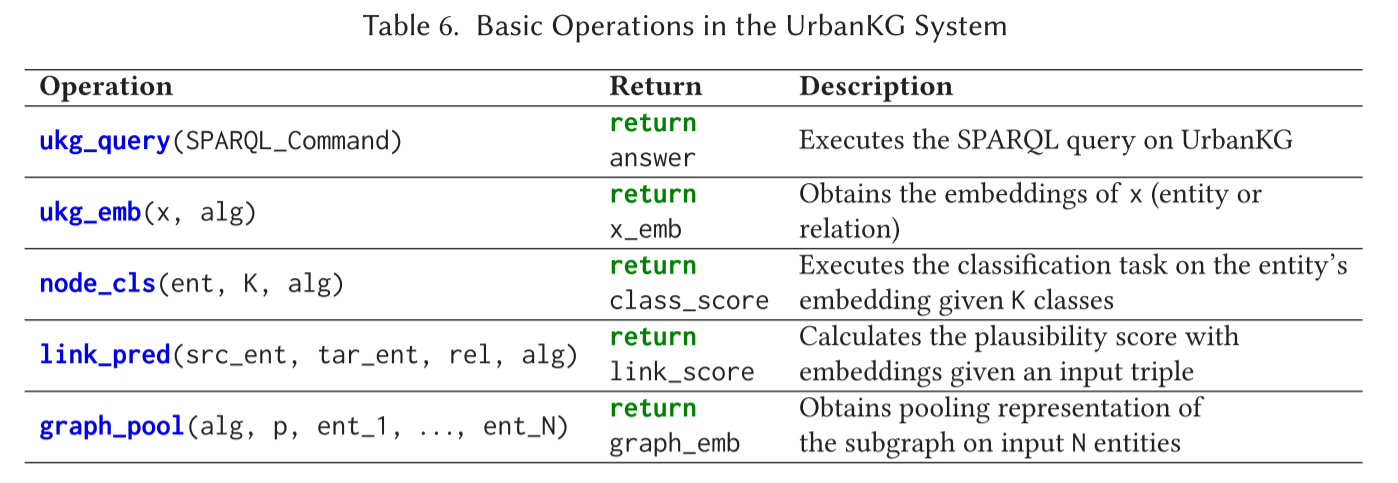 Table 6. Basic Operations in the UrbanKG System
Operation Return Description
ukg_query(SPARQL_Command) return answer Executes the SPARQL query on UrbanKG
ukg_emb(x, alg) return x_emb Obtains the embeddings of x (entity or relation)
node_cls(ent, K, alg) return class_score Executes the classification task on the entity’s embedding given K classes
link_pred(src_ent, tar_ent, rel, alg) return link_score Calculates the plausibility score with embeddings given an input triple
graph_pool(alg, p, ent_1, ..., ent_N) return graph_emb Obtains pooling representation of the subgraph on input N entities